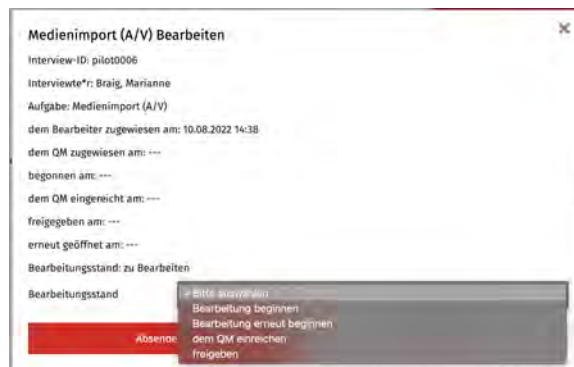 Medienimport (A/V) Bearbeiten
Interview-ID: pilot0006
Interviewte*r: Braig, Marianne
Aufgabe: Medienimport (A/V)
dem Bearbeiter zugewiesen am: 10.08.2022 14:38
dem QM zugewiesen am: ---
begonnen am: ---
dem QM eingereicht am: ---
freigegeben am: ---
erneut geöffnet am: ---
Bearbeitungsstand: zu Bearbeiten
Bearbeitungsstand
Bitte auswählen
Bearbeitung beginnen
Bearbeitung erneut beginnen
dem QM einreichen
freigeben
Absende